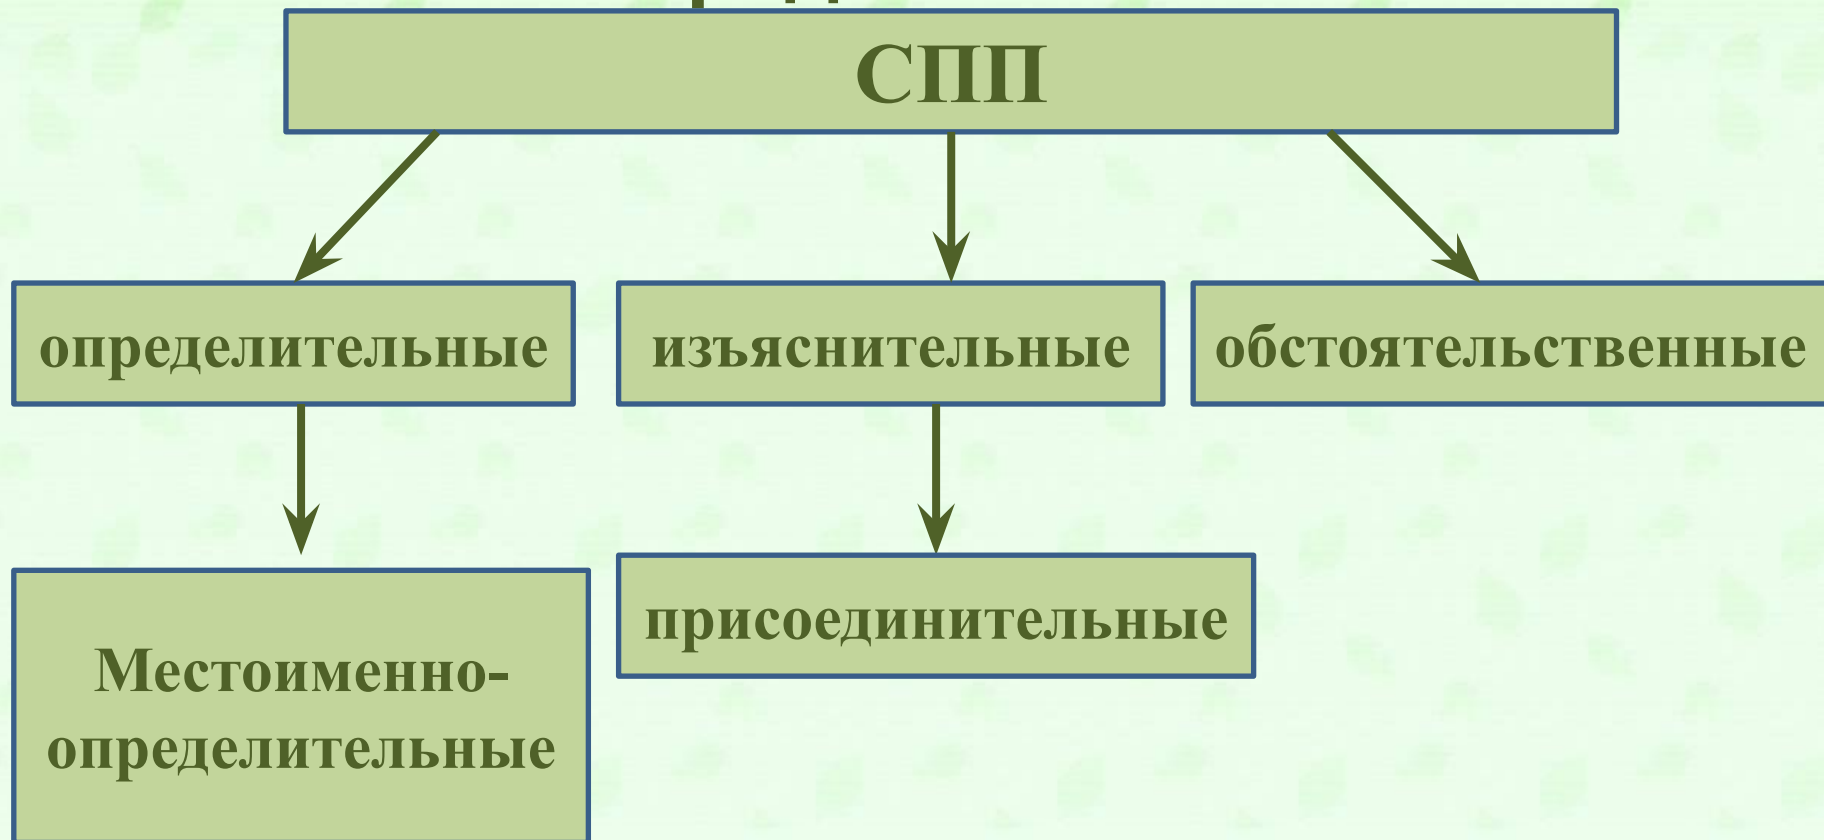 СПП
определительные
изъяснительные
обстоятельственные
присоединительные
Местоименно-
определительные